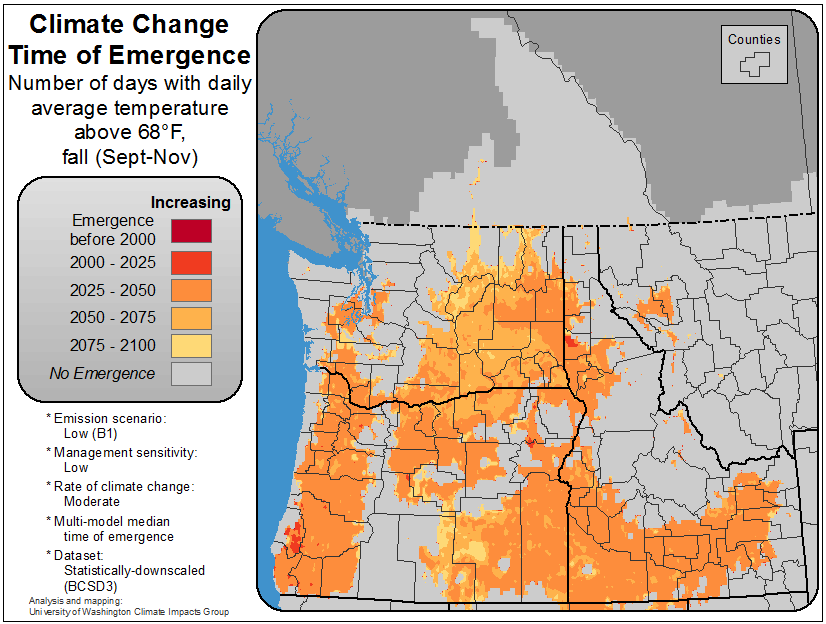 Climate Change
Time of Emergence
Number of days with daily
average temperature
above 68°F,
fall (Sept-Nov)
Increasing
Emergence
before 2000
2000 - 2025
2025 - 2050
2050 - 2075
2075 - 2100
No Emergence
* Emission scenario:
Low (B1)
* Management sensitivity:
Low
* Rate of climate change:
Moderate
* Multi-model median
time of emergence
* Dataset:
Statistically-downscaled
(BCSD3)
Analysis and mapping:
University of Washington Climate Impacts Group
Counties